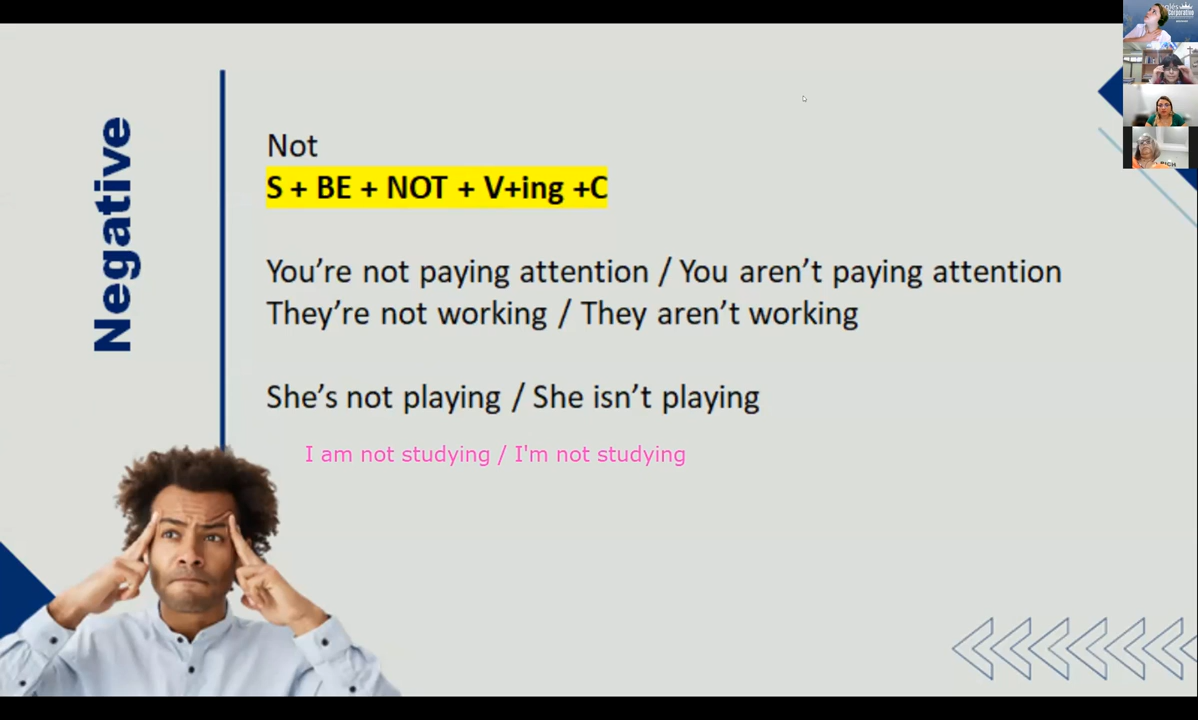 Negative
Not
S + BE + NOT + V+ing +C
You’re not paying attention / You aren’t paying attention
They’re not working / They aren’t working
She’s not playing / She isn’t playing
I am not studying / I'm not studying
Corporativo